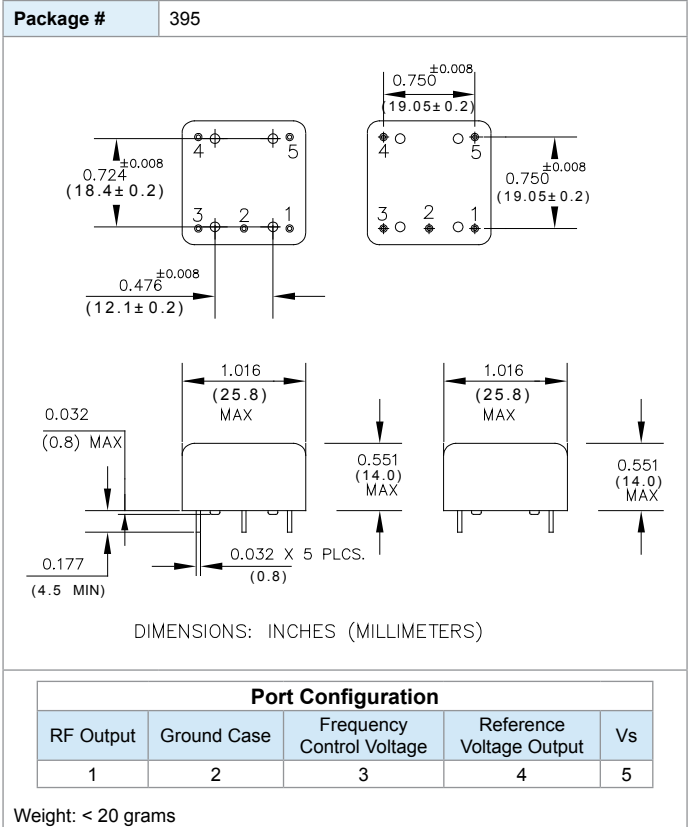 Package # 395
±0.008
0.750
(19.05±0.2)
4 5
4 5
0.724 ±0.008
(18.4±0.2)
0.750 ±0.008
(19.05±0.2)
3 2 1
3 2 1
0.476 ±0.008
(12.1±0.2)
1.016
(25.8)
MAX
1.016
(25.8)
MAX
0.032
(0.8) MAX
0.551
(14.0)
MAX
0.551
(14.0)
MAX
0.032 X 5 PLCS.
(0.8)
0.177
(4.5 MIN)
DIMENSIONS: INCHES (MILLIMETERS)
Port Configuration
RF Output Ground Case Frequency Control Voltage Reference Voltage Output Vs
1 2 3 4 5
Weight: < 20 grams